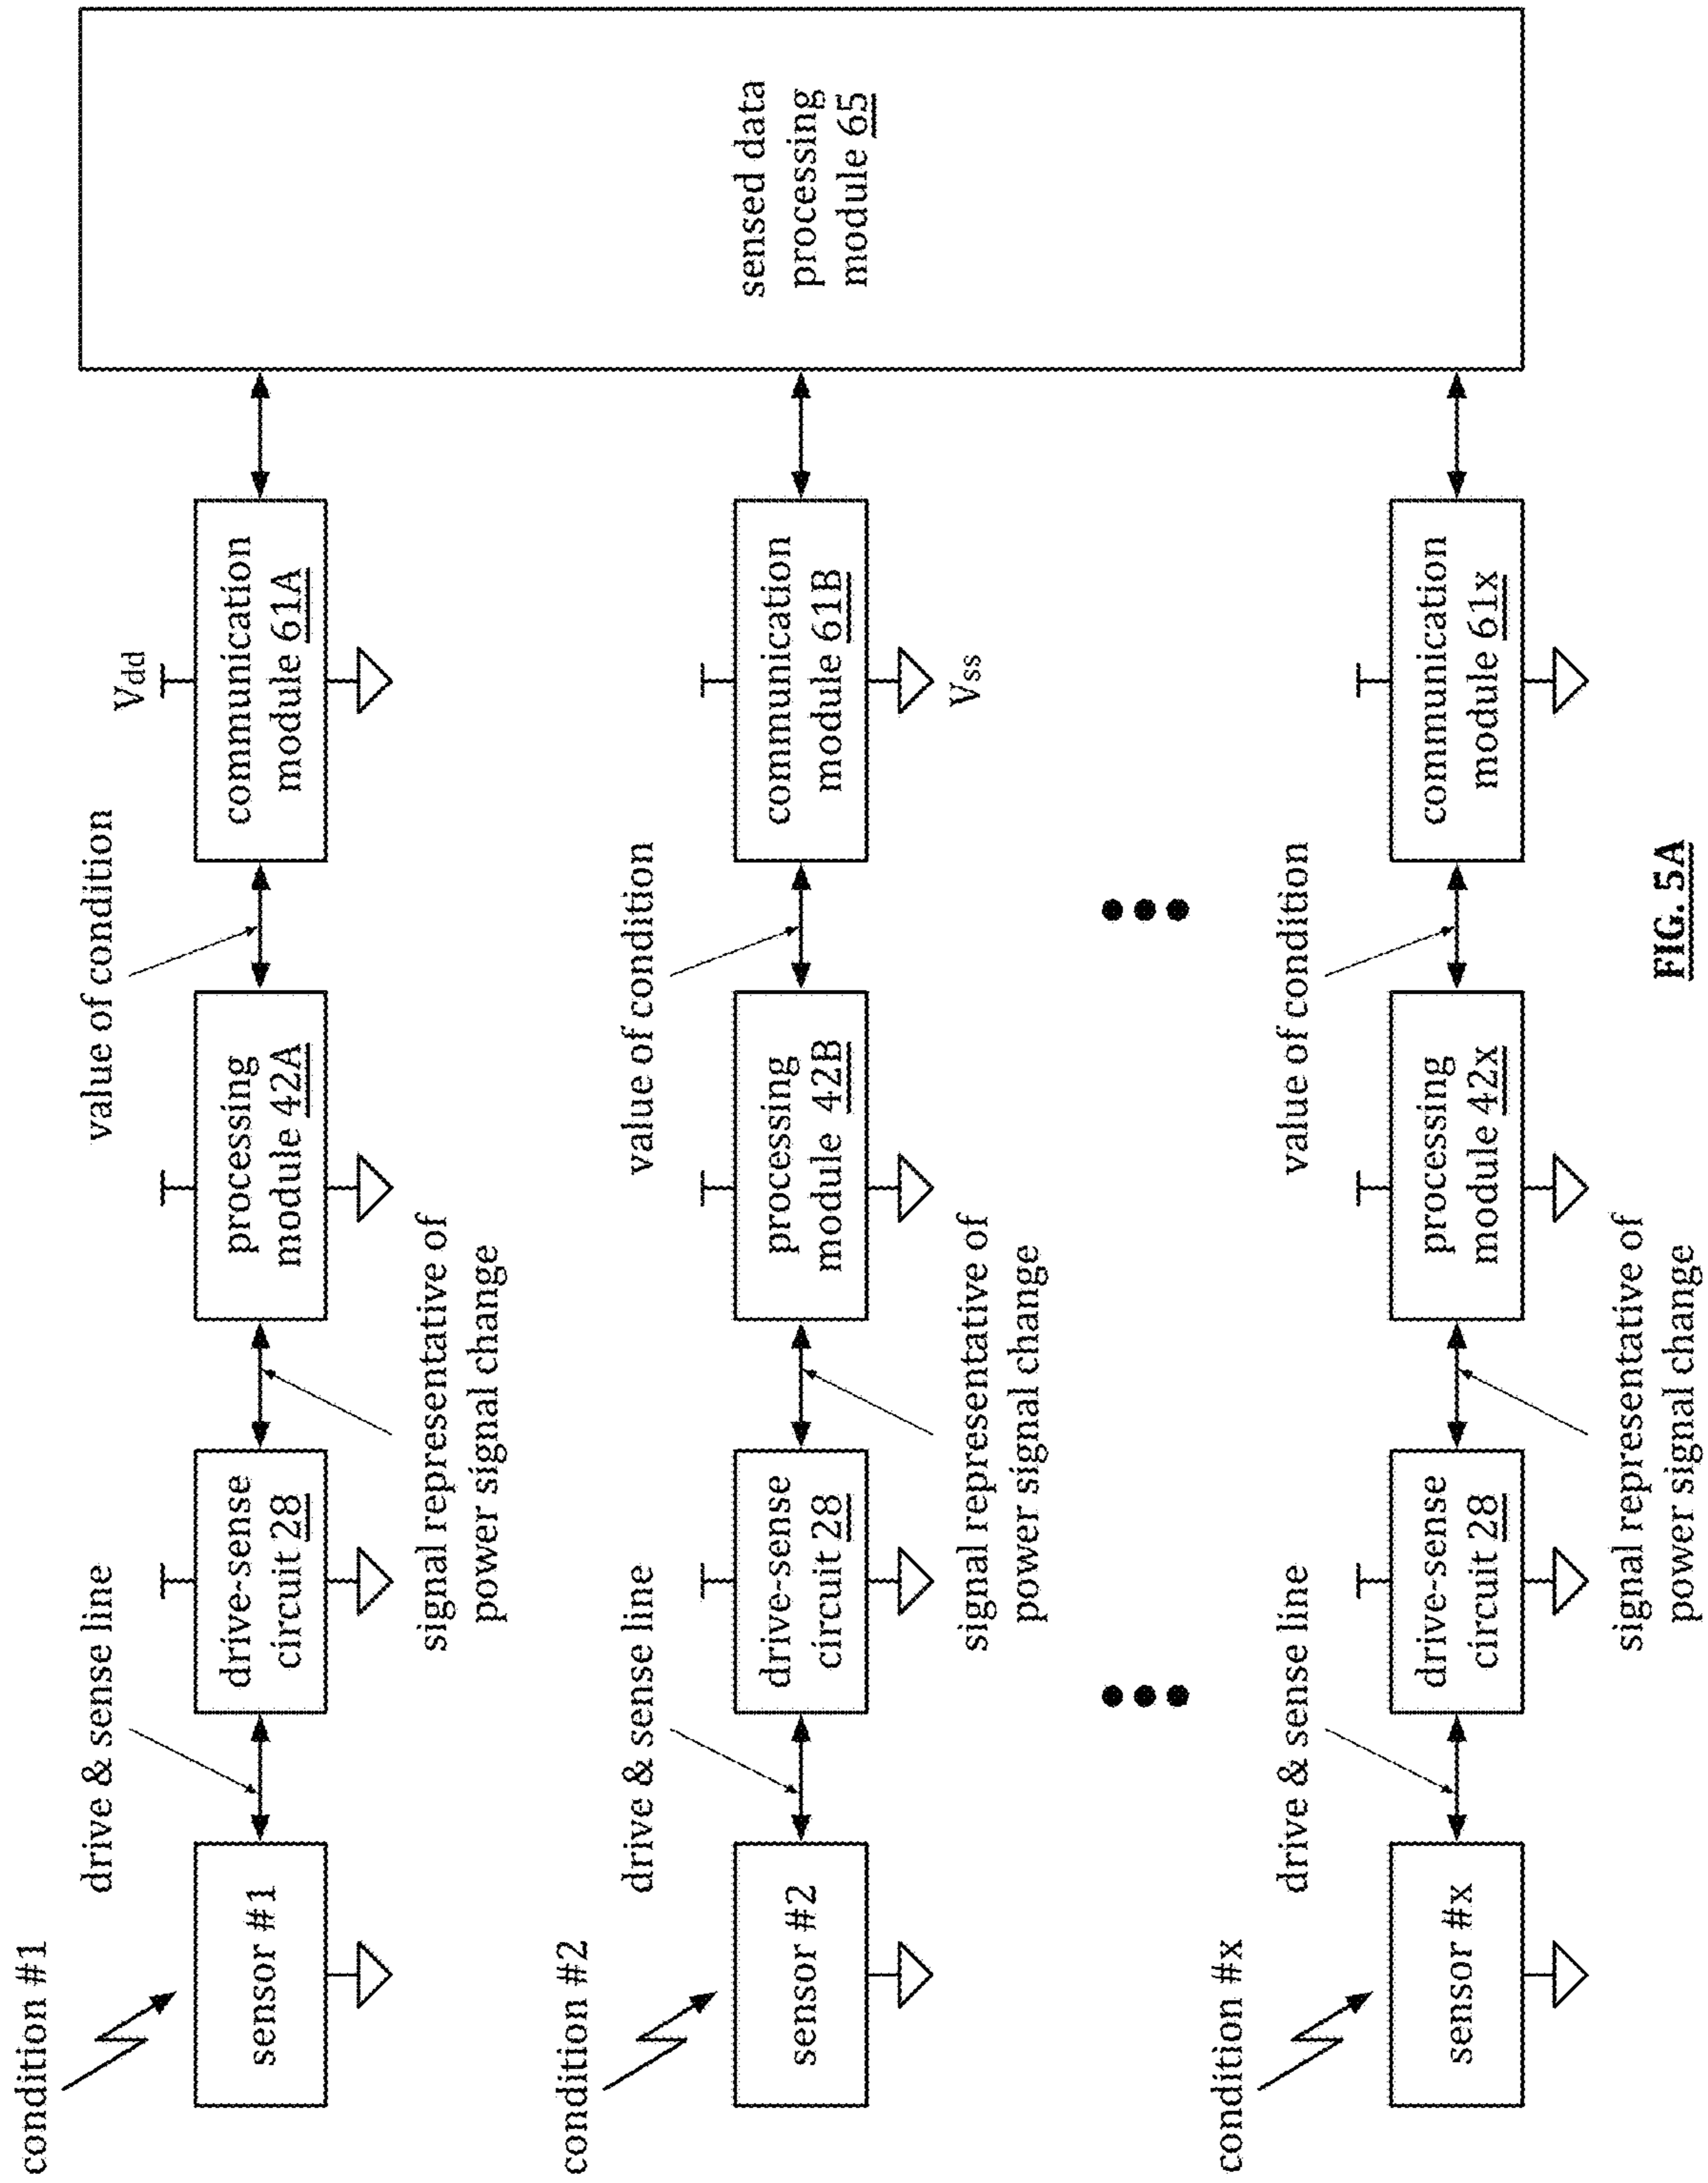 condition #1
drive & sense line
value of condition
Vdd
sensor #1
drive-sense
circuit 28
processing
module 42A
communication
module 61A
signal representative of
power signal change
condition #2
drive & sense line
value of condition
sensor #2
drive-sense
circuit 28
processing
module 42B
communication
module 61B
Vss
signal representative of
power signal change
sensed data
processing
module 65
condition #x
drive & sense line
value of condition
sensor #x
drive-sense
circuit 28
processing
module 42x
communication
module 61x
signal representative of
power signal change
FIG. 5A